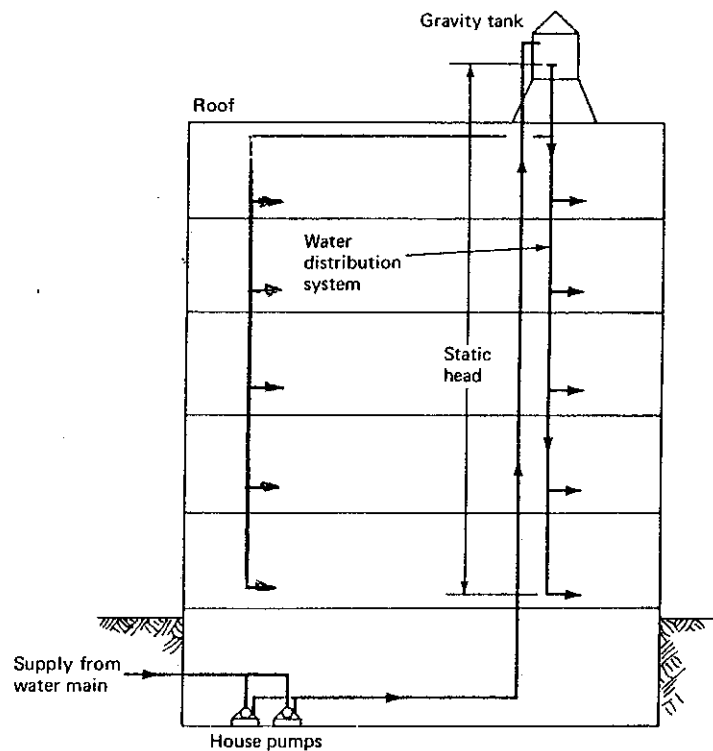 Gravity tank
Roof
Water
distribution
system
Static
head
Supply from
water main
House pumps